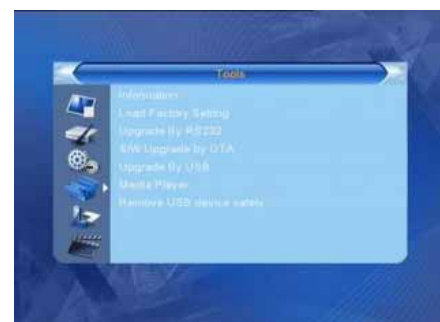 Tools
Information
Load Factory Setting
Upgrade By RS232
S/W Upgrade by OTA
Upgrade By USB
Media Player
Remove USB device safely